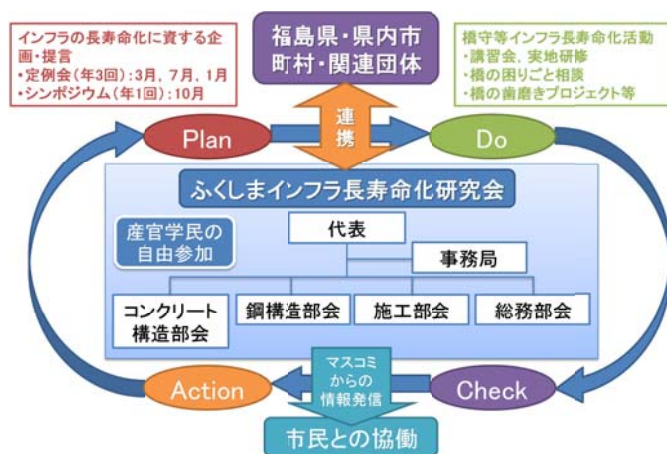 インフラの長寿命化に資する企
画・提言
・定例会(年3回):3月，7月，1月
・シンポジウム(年1回):10月
福島県・県内市
町村・関連団体
橋守等インフラ長寿命化活動
・講習会，実地研修
・橋の困りごと相談
・橋の歯磨きプロジェクト等
Plan
連
携
Do
ふくしまインフラ長寿命化研究会
産官学民の
自由参加
代表
事務局
コンクリート
構造部会
鋼構造部会
施工部会
総務部会
Action
マスコミ
からの
情報発信
Check
市民との協働